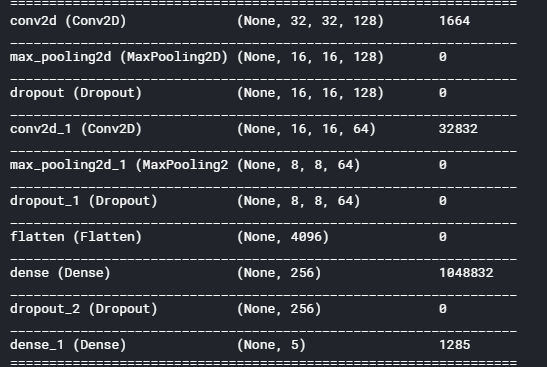 =================================================================
conv2d (Conv2D) (None, 32, 32, 128) 1664
_________________________________________________________________
max_pooling2d (MaxPooling2D) (None, 16, 16, 128) 0
_________________________________________________________________
dropout (Dropout) (None, 16, 16, 128) 0
_________________________________________________________________
conv2d_1 (Conv2D) (None, 16, 16, 64) 32832
_________________________________________________________________
max_pooling2d_1 (MaxPooling2 (None, 8, 8, 64) 0
_________________________________________________________________
dropout_1 (Dropout) (None, 8, 8, 64) 0
_________________________________________________________________
flatten (Flatten) (None, 4096) 0
_________________________________________________________________
dense (Dense) (None, 256) 1048832
_________________________________________________________________
dropout_2 (Dropout) (None, 256) 0
_________________________________________________________________
dense_1 (Dense) (None, 5) 1285
=================================================================